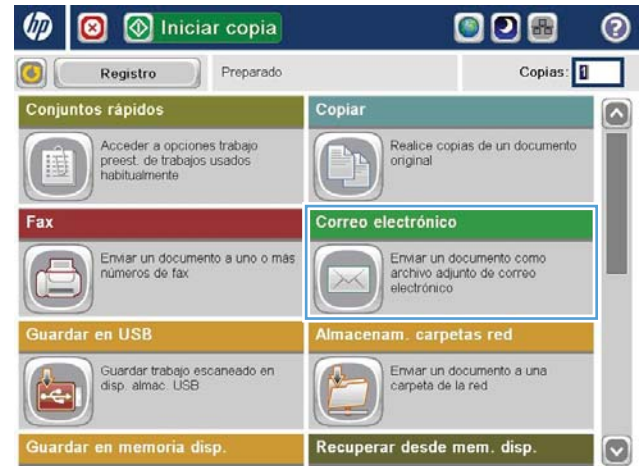 hp
Iniciar copia
?
Registro
Preparado
Copias: 1
Conjuntos rápidos
Acceder a opciones trabajo
preest. de trabajos usados
habitualmente
Copiar
Realice copias de un documento
original
Fax
Enviar un documento a uno o más
números de fax
Correo electrónico
Enviar un documento como
archivo adjunto de correo
electrónico
Guardar en USB
Guardar trabajo escaneado en
disp. almac. USB
Almacenam. carpetas red
Enviar un documento a una
carpeta de la red
Guardar en memoria disp.
Recuperar desde mem. disp.